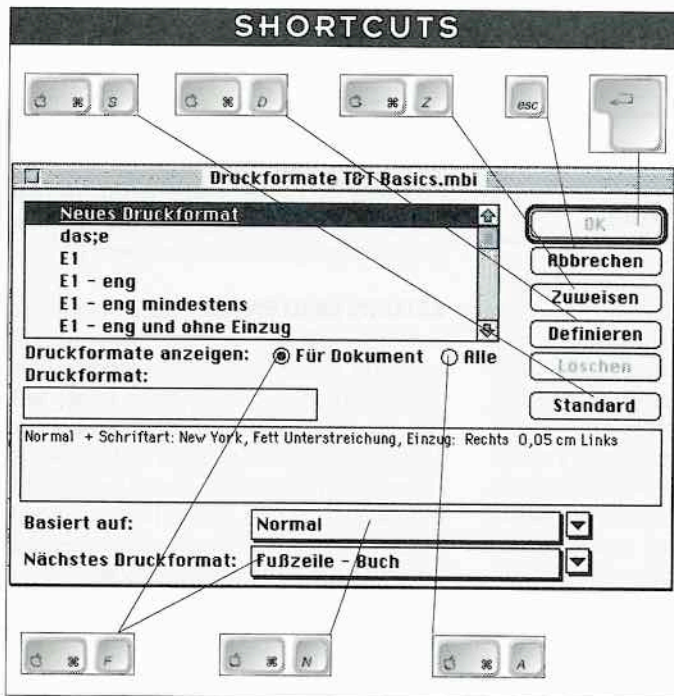 SHORTCUTS
⌘ S
⌘ D
⌘ Z
esc
Druckformate T&T Basics.mbi
Neues Druckformat
das;e
E1
E1 - eng
E1 - eng mindestens
E1 - eng und ohne Einzug
OK
Abbrechen
Zuweisen
Definieren
Löschen
Standard
Druckformate anzeigen: Für Dokument Alle
Druckformat:
Normal + Schriftart: New York, Fett Unterstreichung, Einzug: Rechts 0,05 cm Links
Basiert auf: Normal
Nächstes Druckformat: Fußzeile - Buch
⌘ F
⌘ N
⌘ A